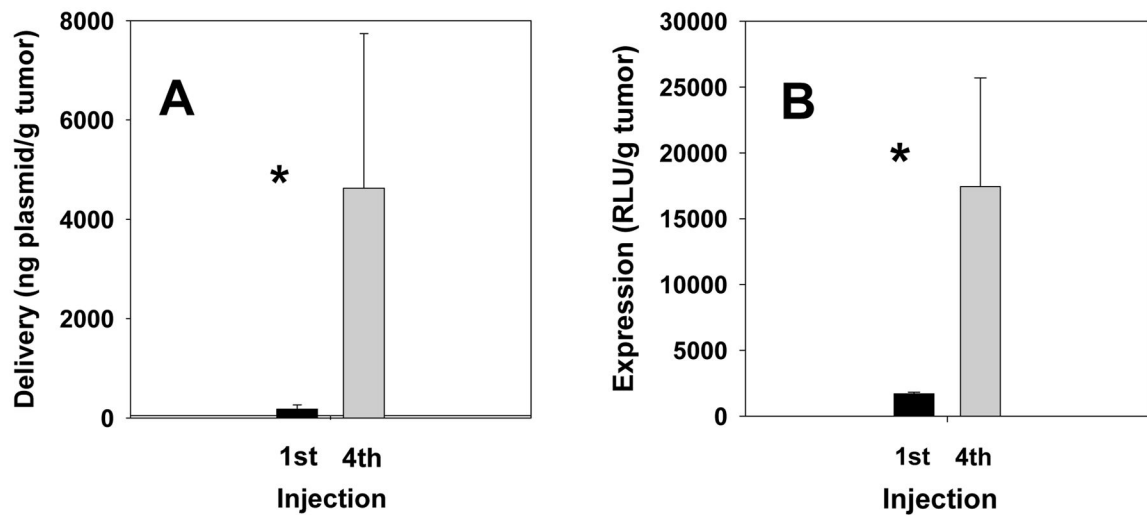 A
Delivery (ng plasmid/g tumor)
8000
6000
4000
2000
0
*
1st 4th
Injection
B
Expression (RLU/g tumor)
30000
25000
20000
15000
10000
5000
0
*
1st 4th
Injection